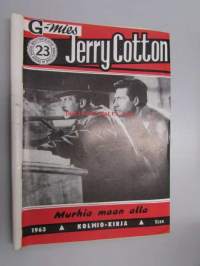 G-mies
23
Jerry Cotton
Murhia maan alla
1963 ▲ KOLMIO-KIRJA ▲